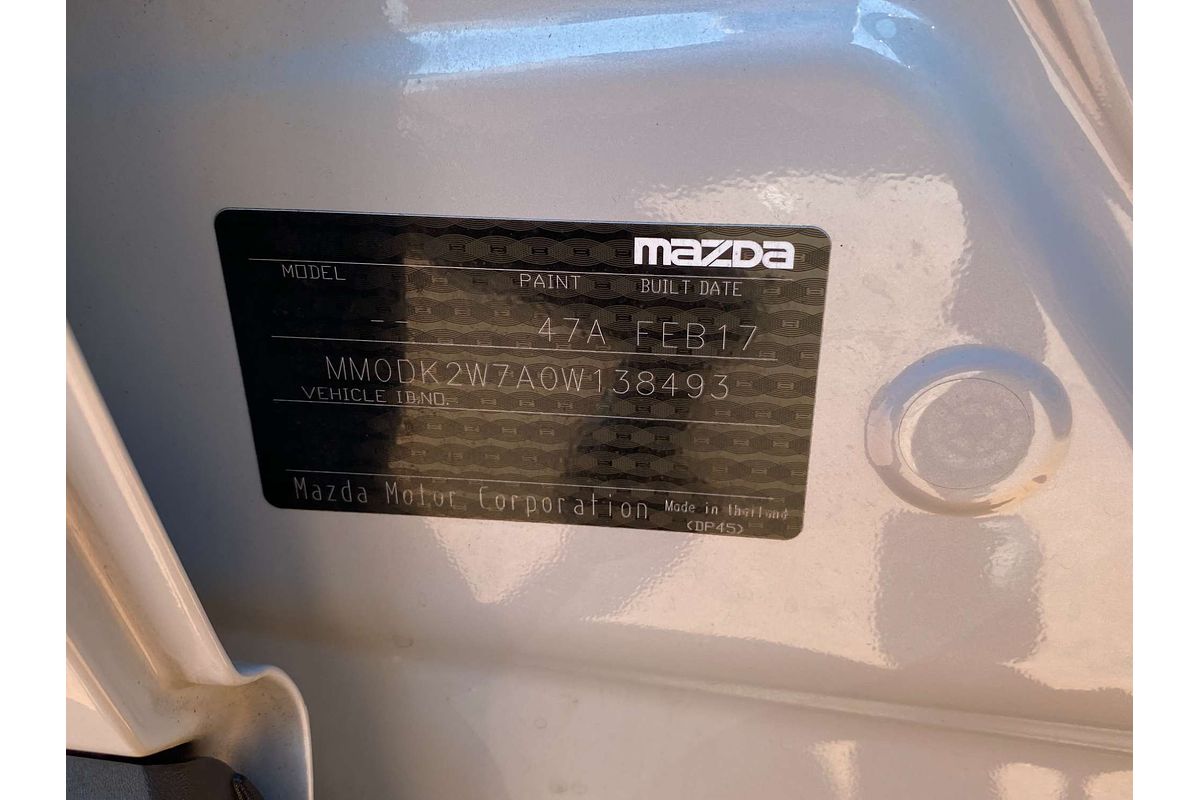 mazda
MODEL PAINT BUILT DATE
-- 47A FEB17
MM0DK2W7A0W138493
VEHICLE ID.NO.
Mazda Motor Corporation Made in Thailand
(DP45)